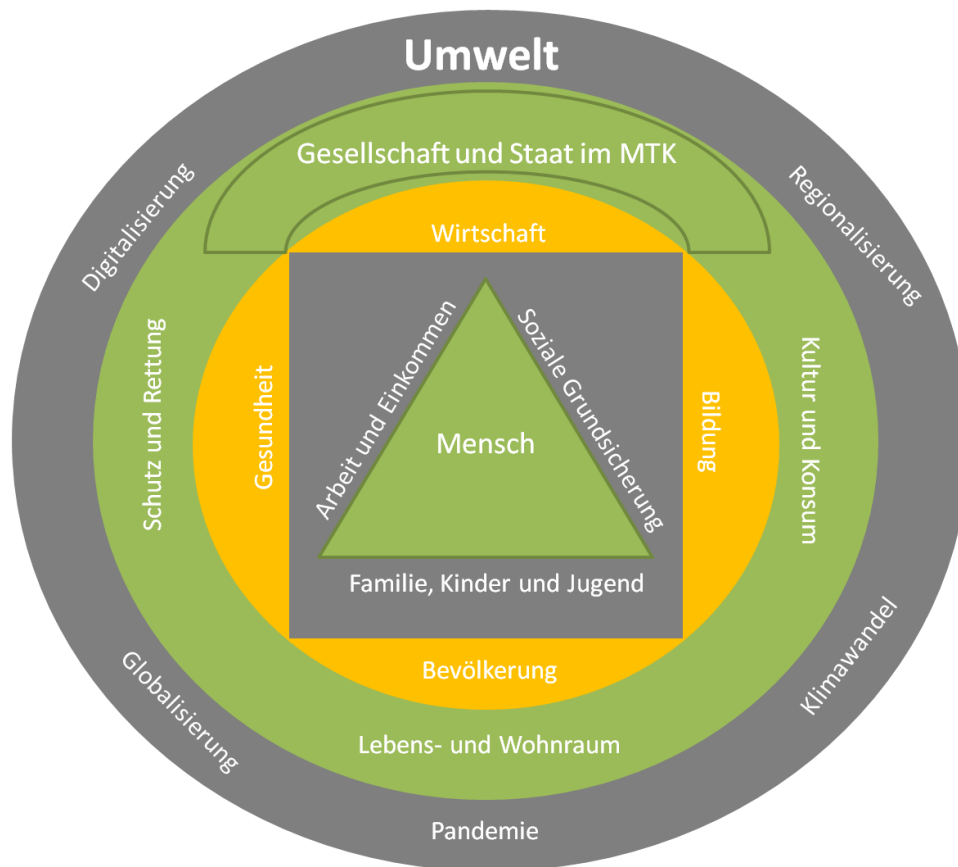 Umwelt
Gesellschaft und Staat im MTK
Digitalisierung
Regionalisierung
Wirtschaft
Schutz und Rettung
Gesundheit
Arbeit und Einkommen
Mensch
Soziale Grundsicherung
Bildung
Kultur und Konsum
Familie, Kinder und Jugend
Bevölkerung
Globalisierung
Klimawandel
Lebens- und Wohnraum
Pandemie